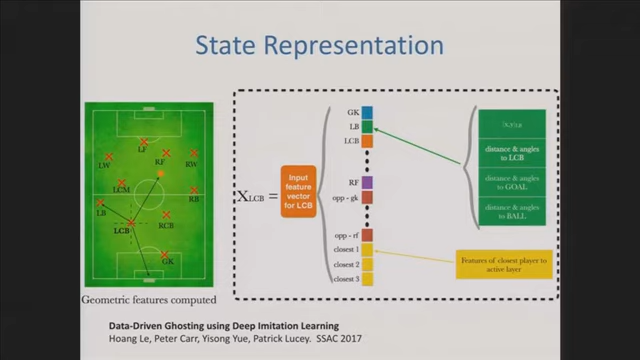 State Representation
LF
LW
RF
RW
LCM
LB
RB
LCB
RCB
GK
Geometric features computed
X LCB =
Input
feature
vector
for LCB
GK
LB
LCB
RF
opp - gk
opp - rf
closest 1
closest 2
closest 3
distance & angles
to LCB
distance & angles
to GOAL
distance & angles
to BALL
Features of closest player to
active layer
Data-Driven Ghosting using Deep Imitation Learning
Hoang Le, Peter Carr, Yisong Yue, Patrick Lucey. SSAC 2017